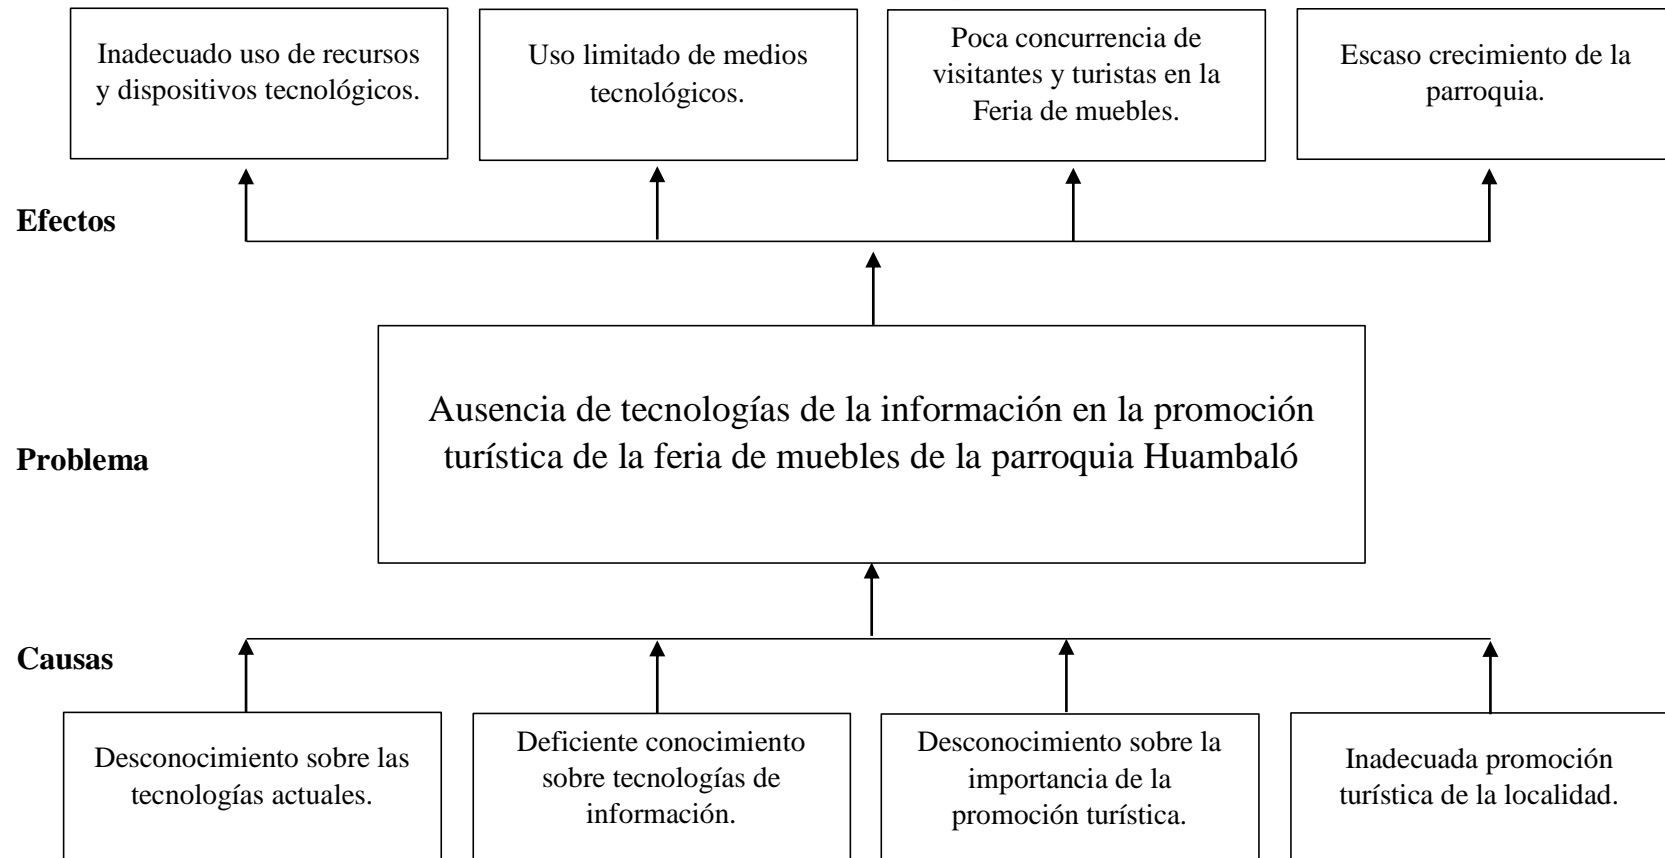 Inadecuado uso de recursos
y dispositivos tecnológicos.
Uso limitado de medios
tecnológicos.
Poca concurrencia de
visitantes y turistas en la
Feria de muebles.
Escaso crecimiento de la
parroquia.
Efectos
Ausencia de tecnologías de la información en la promoción
turística de la feria de muebles de la parroquia Huambaló
Problema
Causas
Desconocimiento sobre las
tecnologías actuales.
Deficiente conocimiento
sobre tecnologías de
información.
Desconocimiento sobre la
importancia de la
promoción turística.
Inadecuada promoción
turística de la localidad.